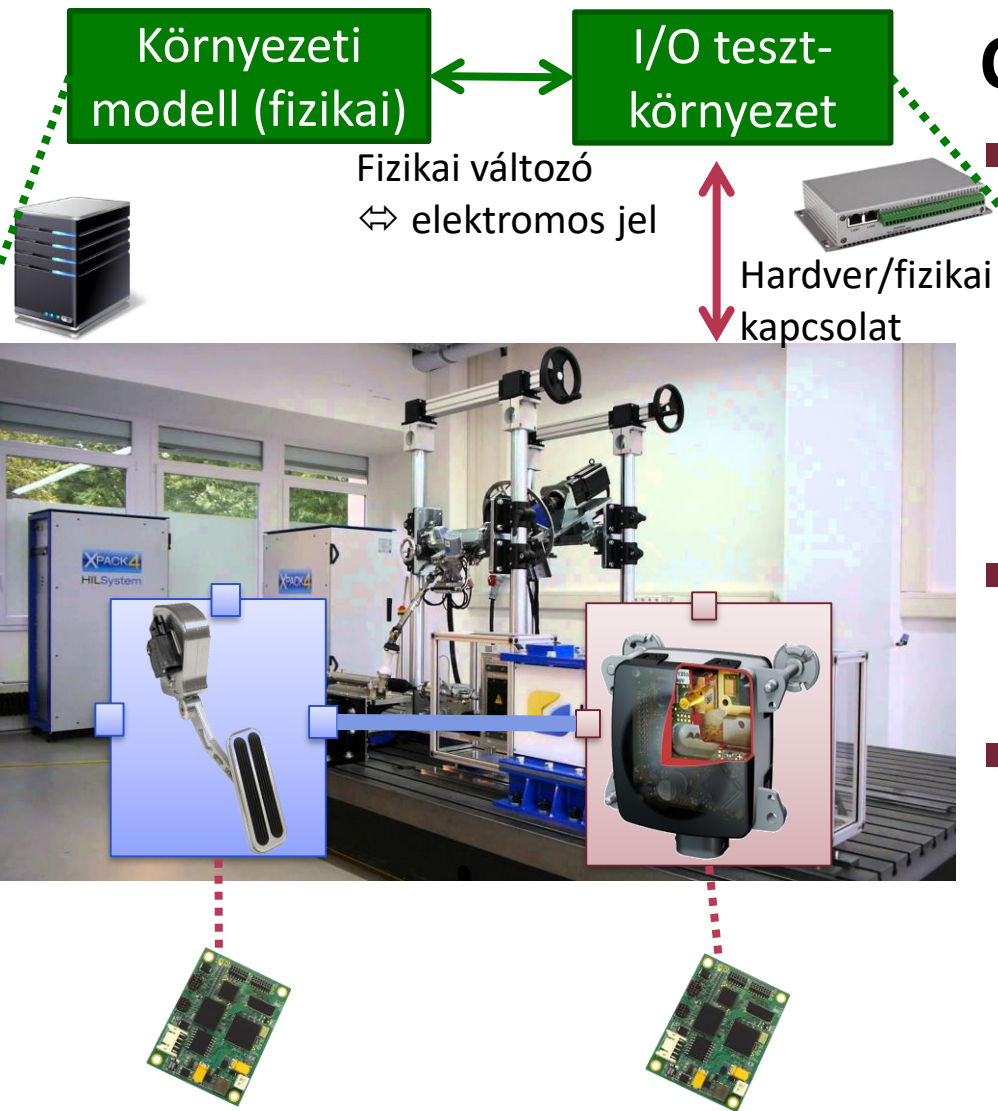 Környezeti
modell (fizikai)
I/O teszt-
környezet
Fizikai változó
⇔ elektromos jel
Hardver/fizikai
kapcsolat
XPACK4
HILSystem
XPACK4